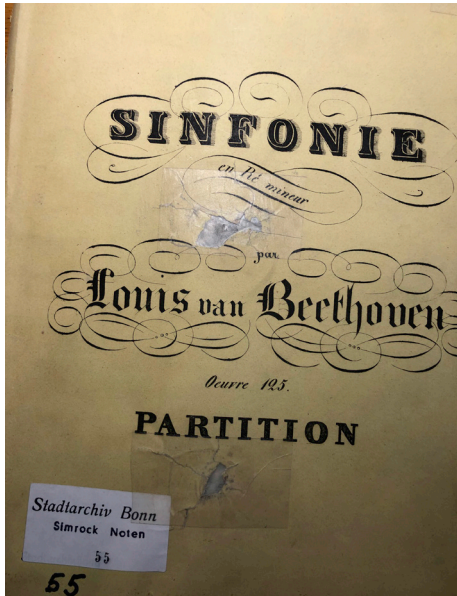 SINFONIE
en Ré mineur
par
Louis van Beethoven
Oeuvre 125.
PARTITION
Stadtarchiv Bonn
Simrock Noten
55
55